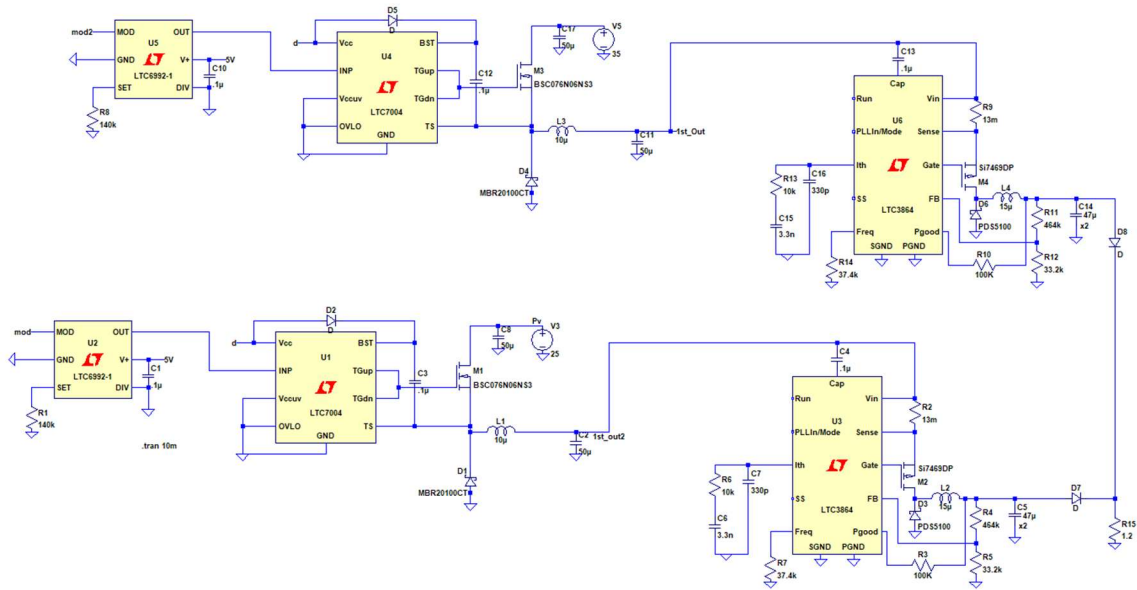 D5
D
mod2
MOD
OUT
U5
GND
V+
5V
LTC6992-1
SET
DIV
C10
.1µ
R8
140k
d
Vcc
BST
U4
INP
TGup
Vccuv
TGdn
LTC7004
OVLO
TS
GND
C12
.1µ
C17
50µ
V5
35
M3
BSC076N06NS3
L3
10µ
C11
50µ
1st_Out
D4
MBR20100CT
C13
.1µ
Cap
Run
Vin
U6
PLLIn/Mode
Sense
Ith
Gate
SS
FB
LTC3864
Freq
Pgood
SGND
PGND
R9
13m
Si7469DP
M4
L4
15µ
D6
PDS5100
R13
10k
C16
330p
C15
3.3n
R14
37.4k
R10
100K
R11
464k
R12
33.2k
C14
47µ
x2
D8
D
D2
D
mod
MOD
OUT
U2
GND
V+
5V
LTC6992-1
SET
DIV
C1
.1µ
R1
140k
.tran 10m
d
Vcc
BST
U1
INP
TGup
Vccuv
TGdn
LTC7004
OVLO
TS
GND
C3
.1µ
C8
50µ
Pv
V3
25
M1
BSC076N06NS3
L1
10µ
C2
50µ
1st_out2
D1
MBR20100CT
C4
.1µ
Cap
Run
Vin
U3
PLLIn/Mode
Sense
Ith
Gate
SS
FB
LTC3864
Freq
Pgood
SGND
PGND
R2
13m
Si7469DP
M2
L2
15µ
D3
PDS5100
R6
10k
C7
330p
C6
3.3n
R7
37.4k
R3
100K
R4
464k
R5
33.2k
C5
47µ
x2
D7
D
R15
1.2